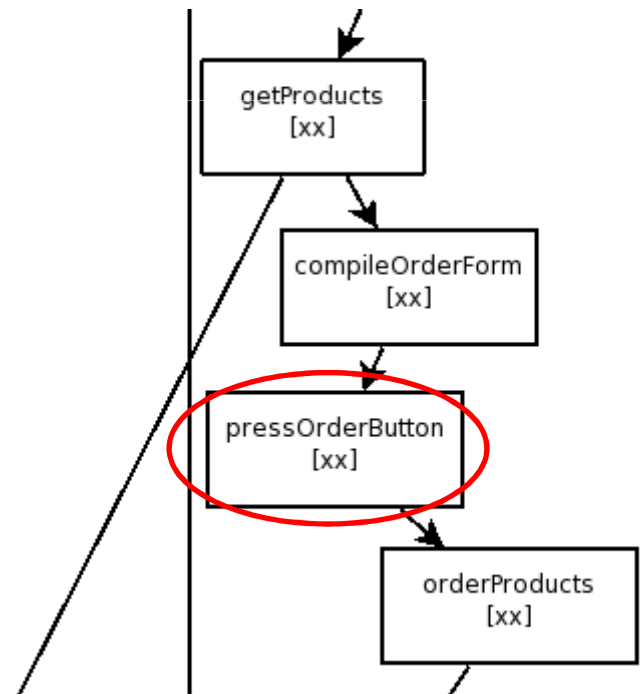 getProducts
[xx]
compileOrderForm
[xx]
pressOrderButton
[xx]
orderProducts
[xx]